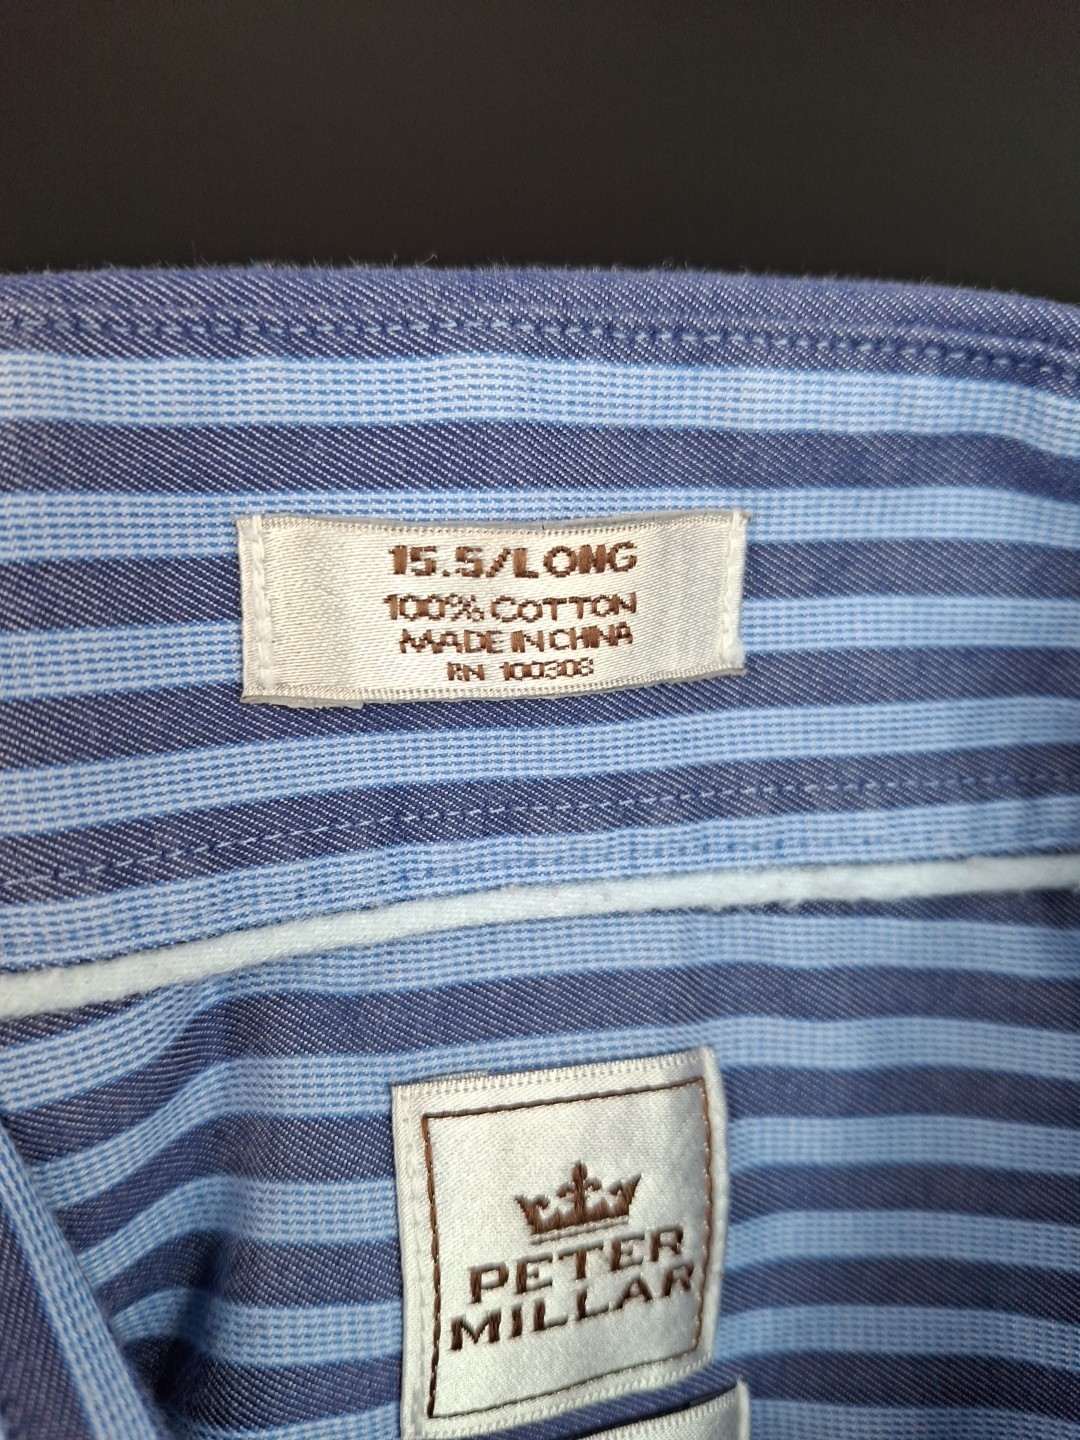 15.5/LONG
100% COTTON
MADE IN CHINA
RN 100308
PETER
MILLAR